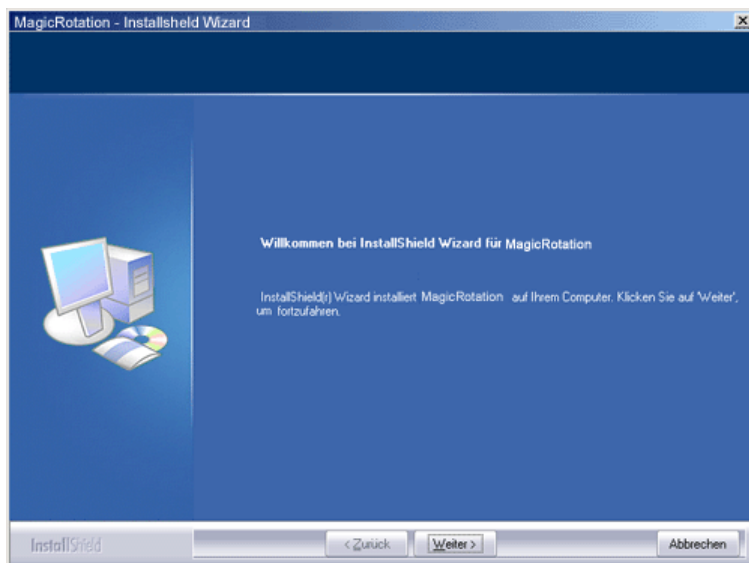 MagicRotation - Installsheld Wizard
Willkommen bei InstallShield Wizard für MagicRotation
InstallShield(r) Wizard installiert MagicRotation auf Ihrem Computer. Klicken Sie auf 'Weiter',
um fortzufahren.
InstallShield
< Zurück
Weiter >
Abbrechen